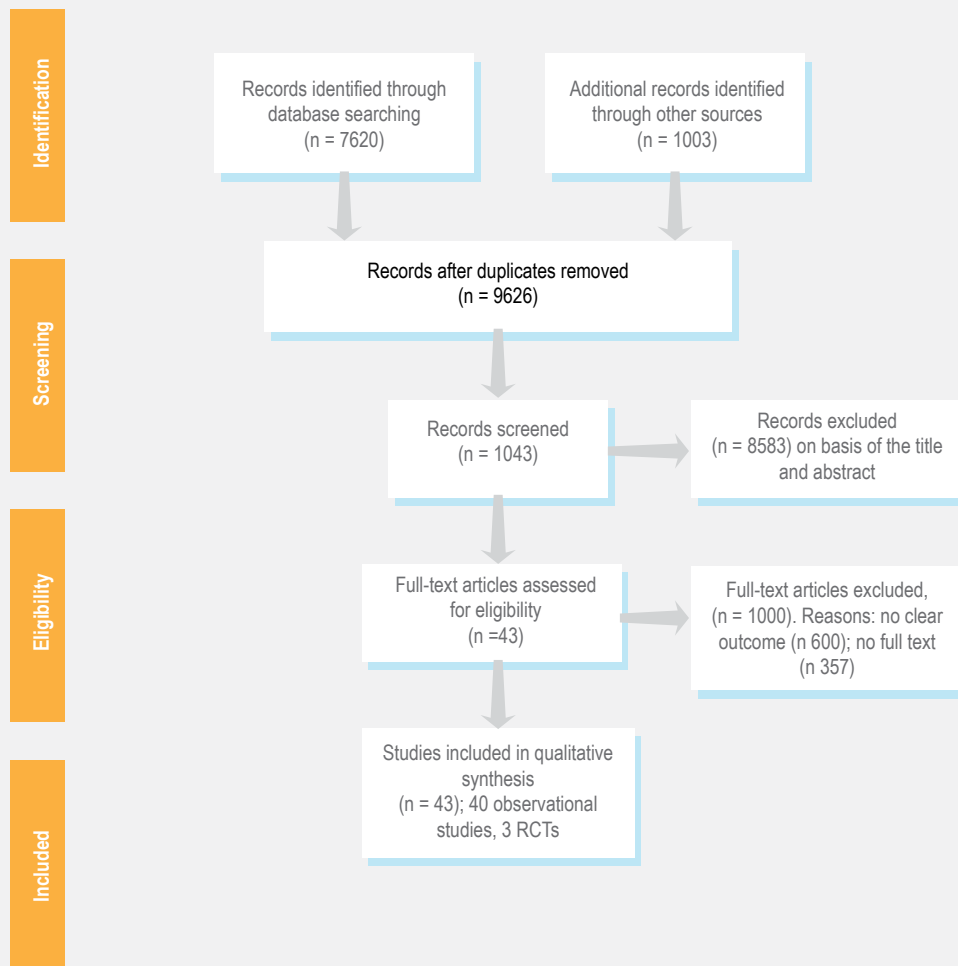 Identification
Records identified through
database searching
(n = 7620)
Additional records identified
through other sources
(n = 1003)
Screening
Records after duplicates removed
(n = 9626)
Records screened
(n = 1043)
Records excluded
(n = 8583) on basis of the title
and abstract
Eligibility
Full-text articles assessed
for eligibility
(n =43)
Full-text articles excluded,
(n = 1000). Reasons: no clear
outcome (n 600); no full text
(n 357)
Included
Studies included in qualitative
synthesis
(n = 43); 40 observational
studies, 3 RCTs